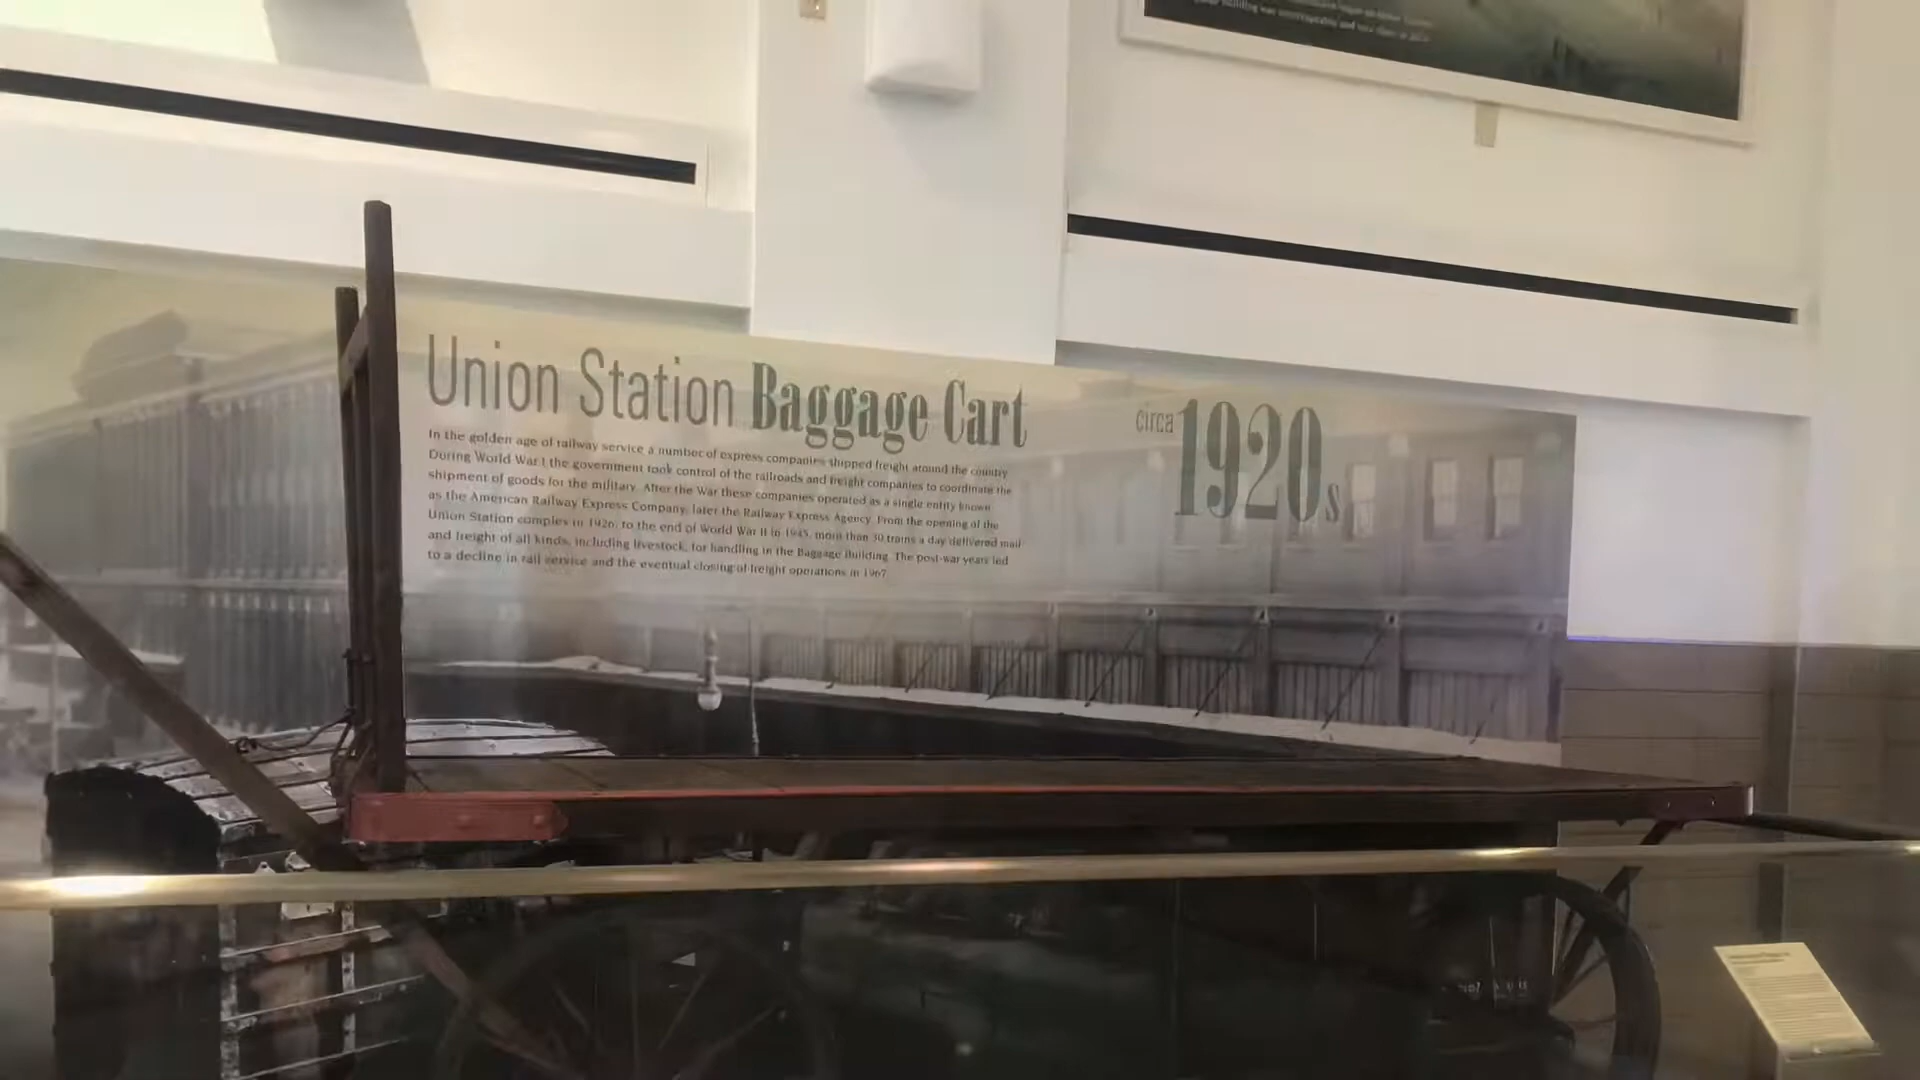 Union Station Baggage Cart
circa 1920s
In the golden age of railway service a number of express companies shipped freight around the country
During World War I the government took control of the railroads and freight companies to coordinate the
shipment of goods for the military. After the War these companies operated as a single entity known
as the American Railway Express Company, later the Railway Express Agency. From the opening of the
Union Station complex in 1926, to the end of World War II in 1945, more than 30 trains a day delivered mail
and freight of all kinds, including livestock, for handling in the Baggage Building. The post-war years led
to a decline in rail service and the eventual closing of freight operations in 1967